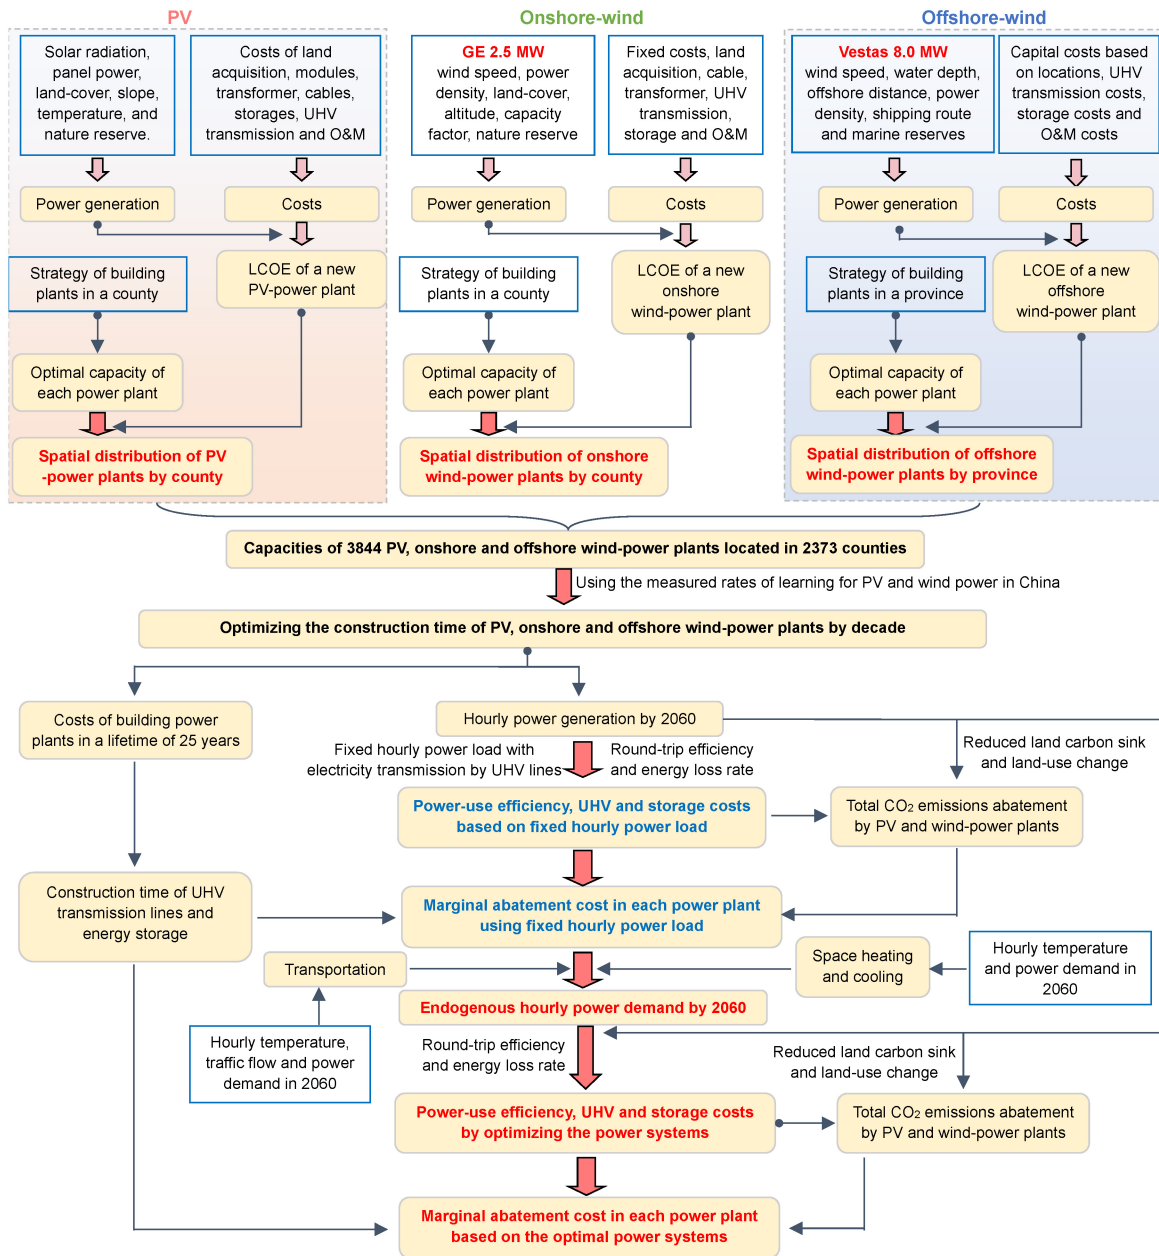 PV
Onshore-wind
Offshore-wind
Solar radiation,
panel power,
land-cover, slope,
temperature, and
nature reserve.
Costs of land
acquisition, modules,
transformer, cables,
storages, UHV
transmission and O&M
GE 2.5 MW
wind speed, power
density, land-cover,
altitude, capacity
factor, nature reserve
Fixed costs, land
acquisition, cable,
transformer, UHV
transmission,
storage and O&M
Vestas 8.0 MW
wind speed, water depth,
offshore distance, power
density, shipping route
and marine reserves
Capital costs based
on locations, UHV
transmission costs,
storage costs and
O&M costs
Power generation
Costs
Power generation
Costs
Power generation
Costs
Strategy of building
plants in a county
LCOE of a new
PV-power plant
Strategy of building
plants in a county
LCOE of a new
onshore
wind-power plant
Strategy of building
plants in a province
LCOE of a new
offshore
wind-power plant
Optimal capacity of
each power plant
Optimal capacity of
each power plant
Optimal capacity of
each power plant
Spatial distribution of PV
-power plants by county
Spatial distribution of onshore
wind-power plants by county
Spatial distribution of offshore
wind-power plants by province
Capacities of 3844 PV, onshore and offshore wind-power plants located in 2373 counties
Using the measured rates of learning for PV and wind power in China
Optimizing the construction time of PV, onshore and offshore wind-power plants by decade
Costs of building power
plants in a lifetime of 25 years
Hourly power generation by 2060
Fixed hourly power load with
electricity transmission by UHV lines
Round-trip efficiency
and energy loss rate
Reduced land carbon sink
and land-use change
Power-use efficiency, UHV and storage costs
based on fixed hourly power load
Total CO₂ emissions abatement
by PV and wind-power plants
Construction time of UHV
transmission lines and
energy storage
Marginal abatement cost in each power plant
using fixed hourly power load
Transportation
Space heating
and cooling
Hourly temperature
and power demand in
2060
Endogenous hourly power demand by 2060
Hourly temperature,
traffic flow and power
demand in 2060
Round-trip efficiency
and energy loss rate
Reduced land carbon sink
and land-use change
Power-use efficiency, UHV and storage costs
by optimizing the power systems
Total CO₂ emissions abatement
by PV and wind-power plants
Marginal abatement cost in each power plant
based on the optimal power systems